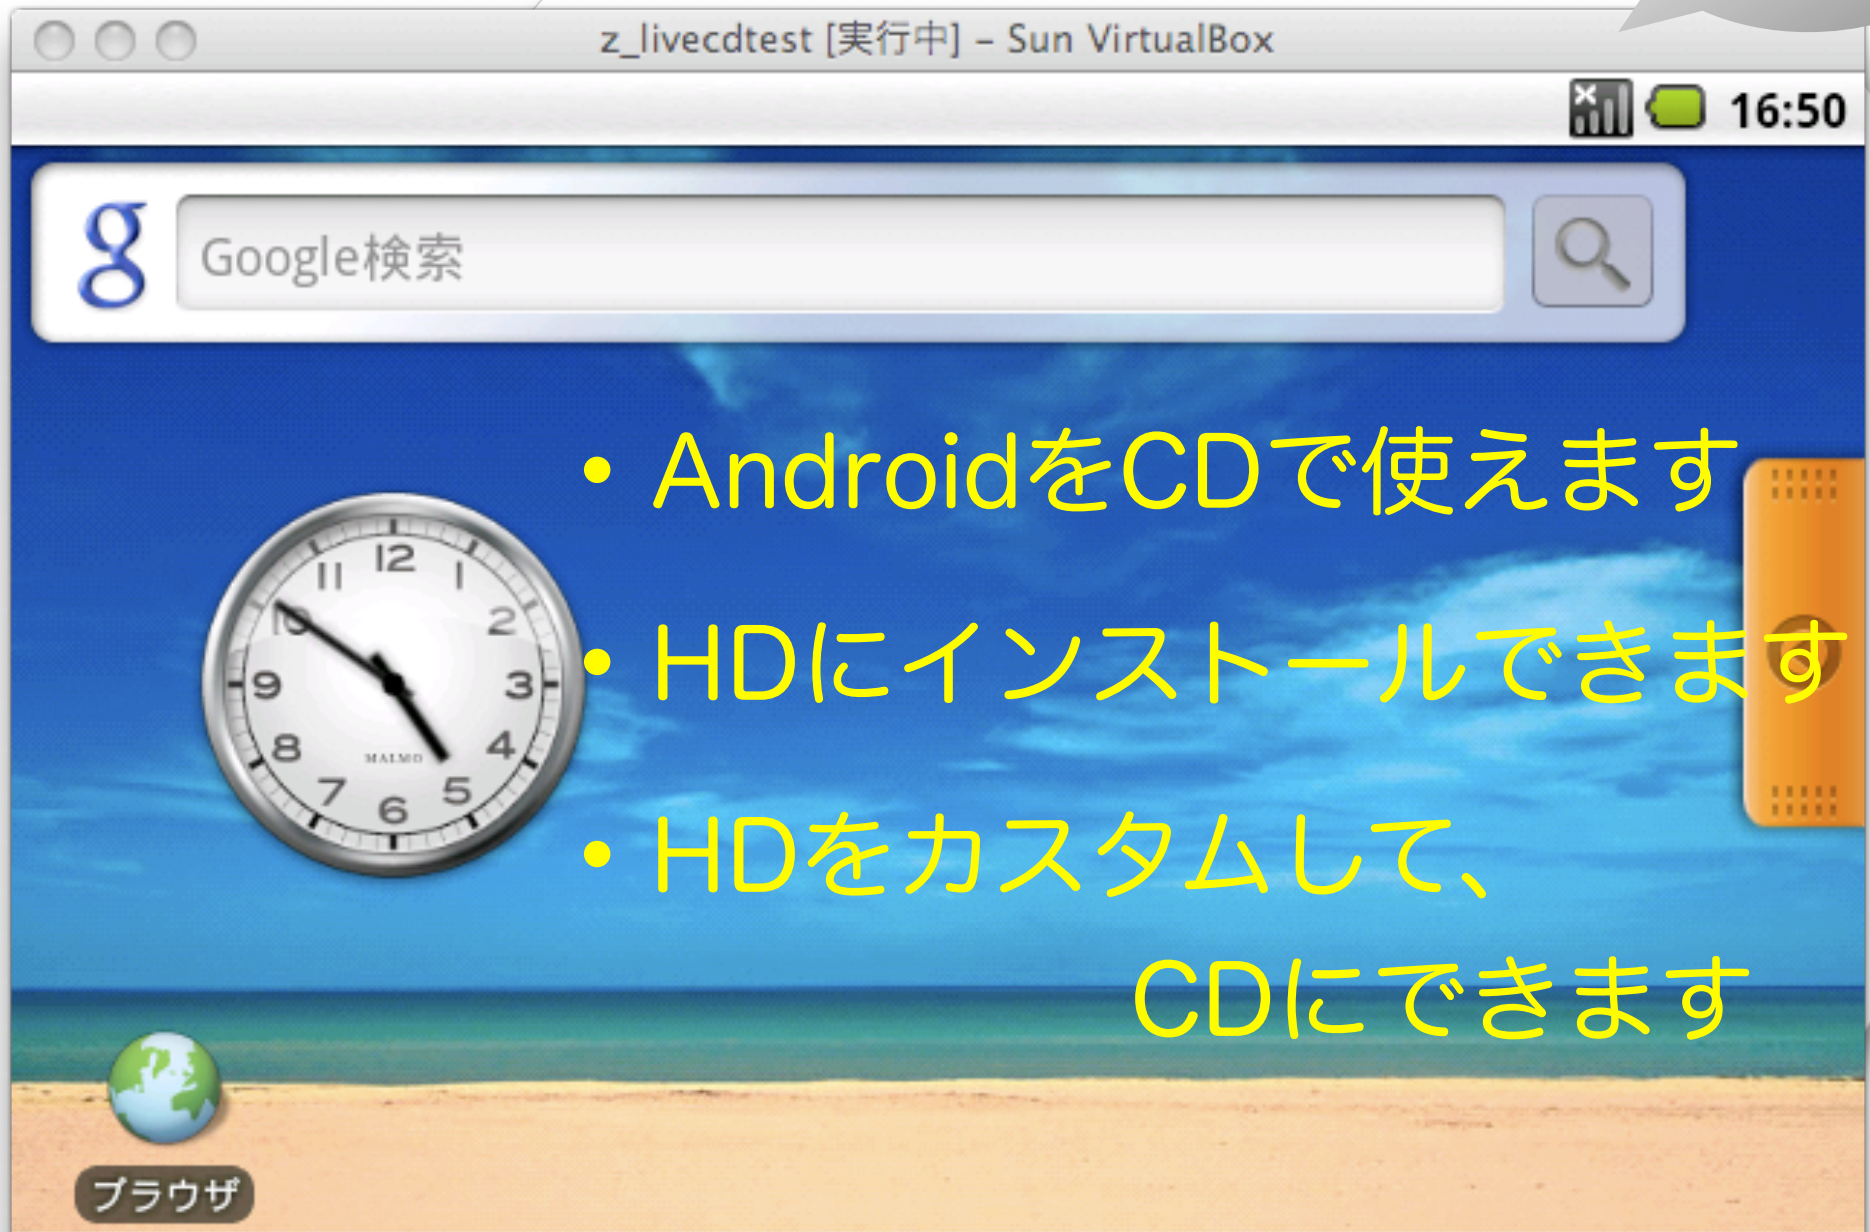 z_livecdtest [実行中] – Sun VirtualBox
16:50
g
Google検索
• AndroidをCDで使えます
• HDにインストールできます
• HDをカスタムして、
CDにできます
12
11 1
10 2
9 3
8 4
MALMO
7 5
6
ブラウザ